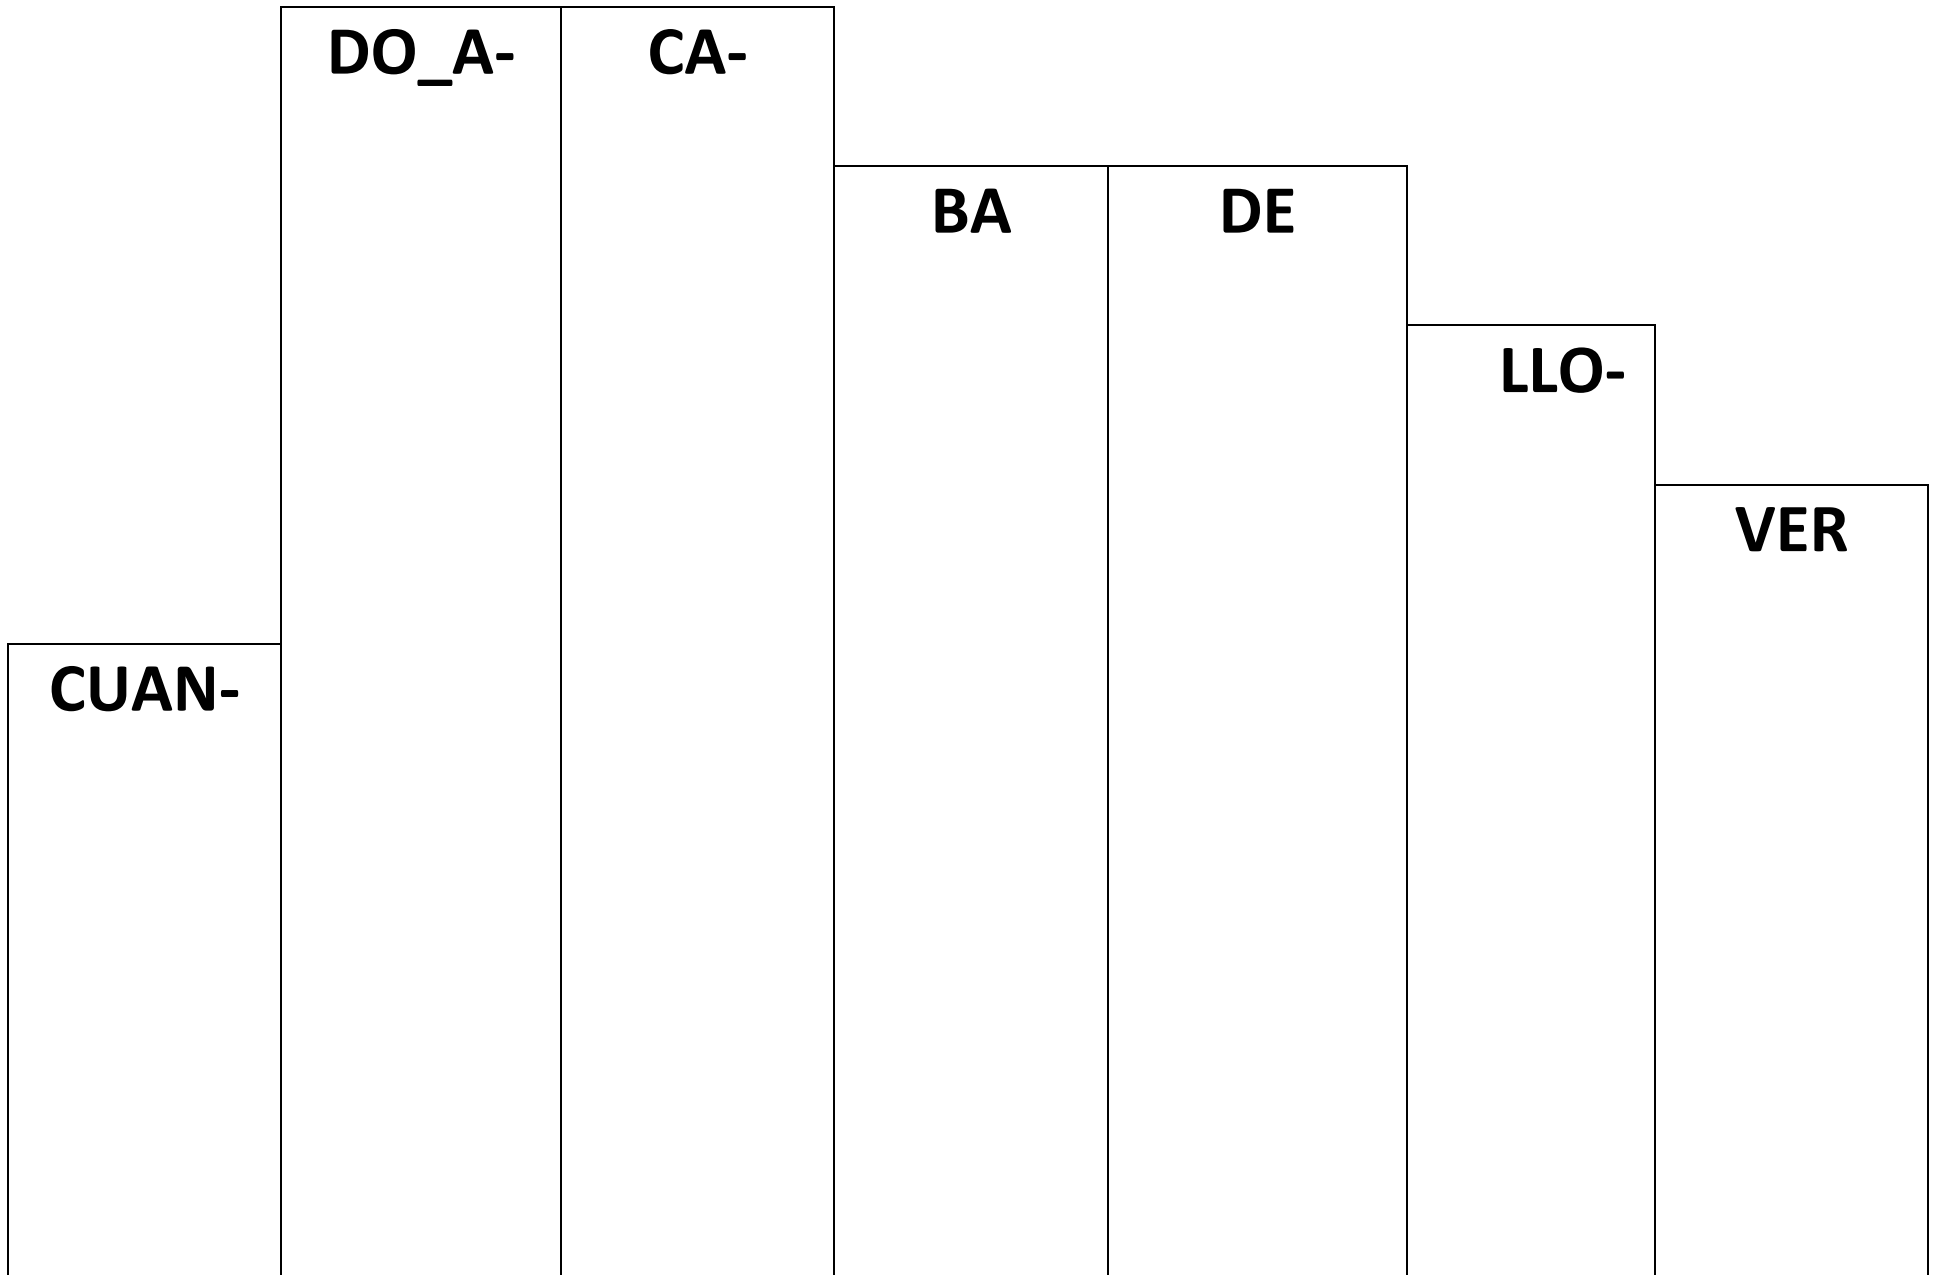 CUAN-
DO_A-
CA-
BA
DE
LLO-
VER